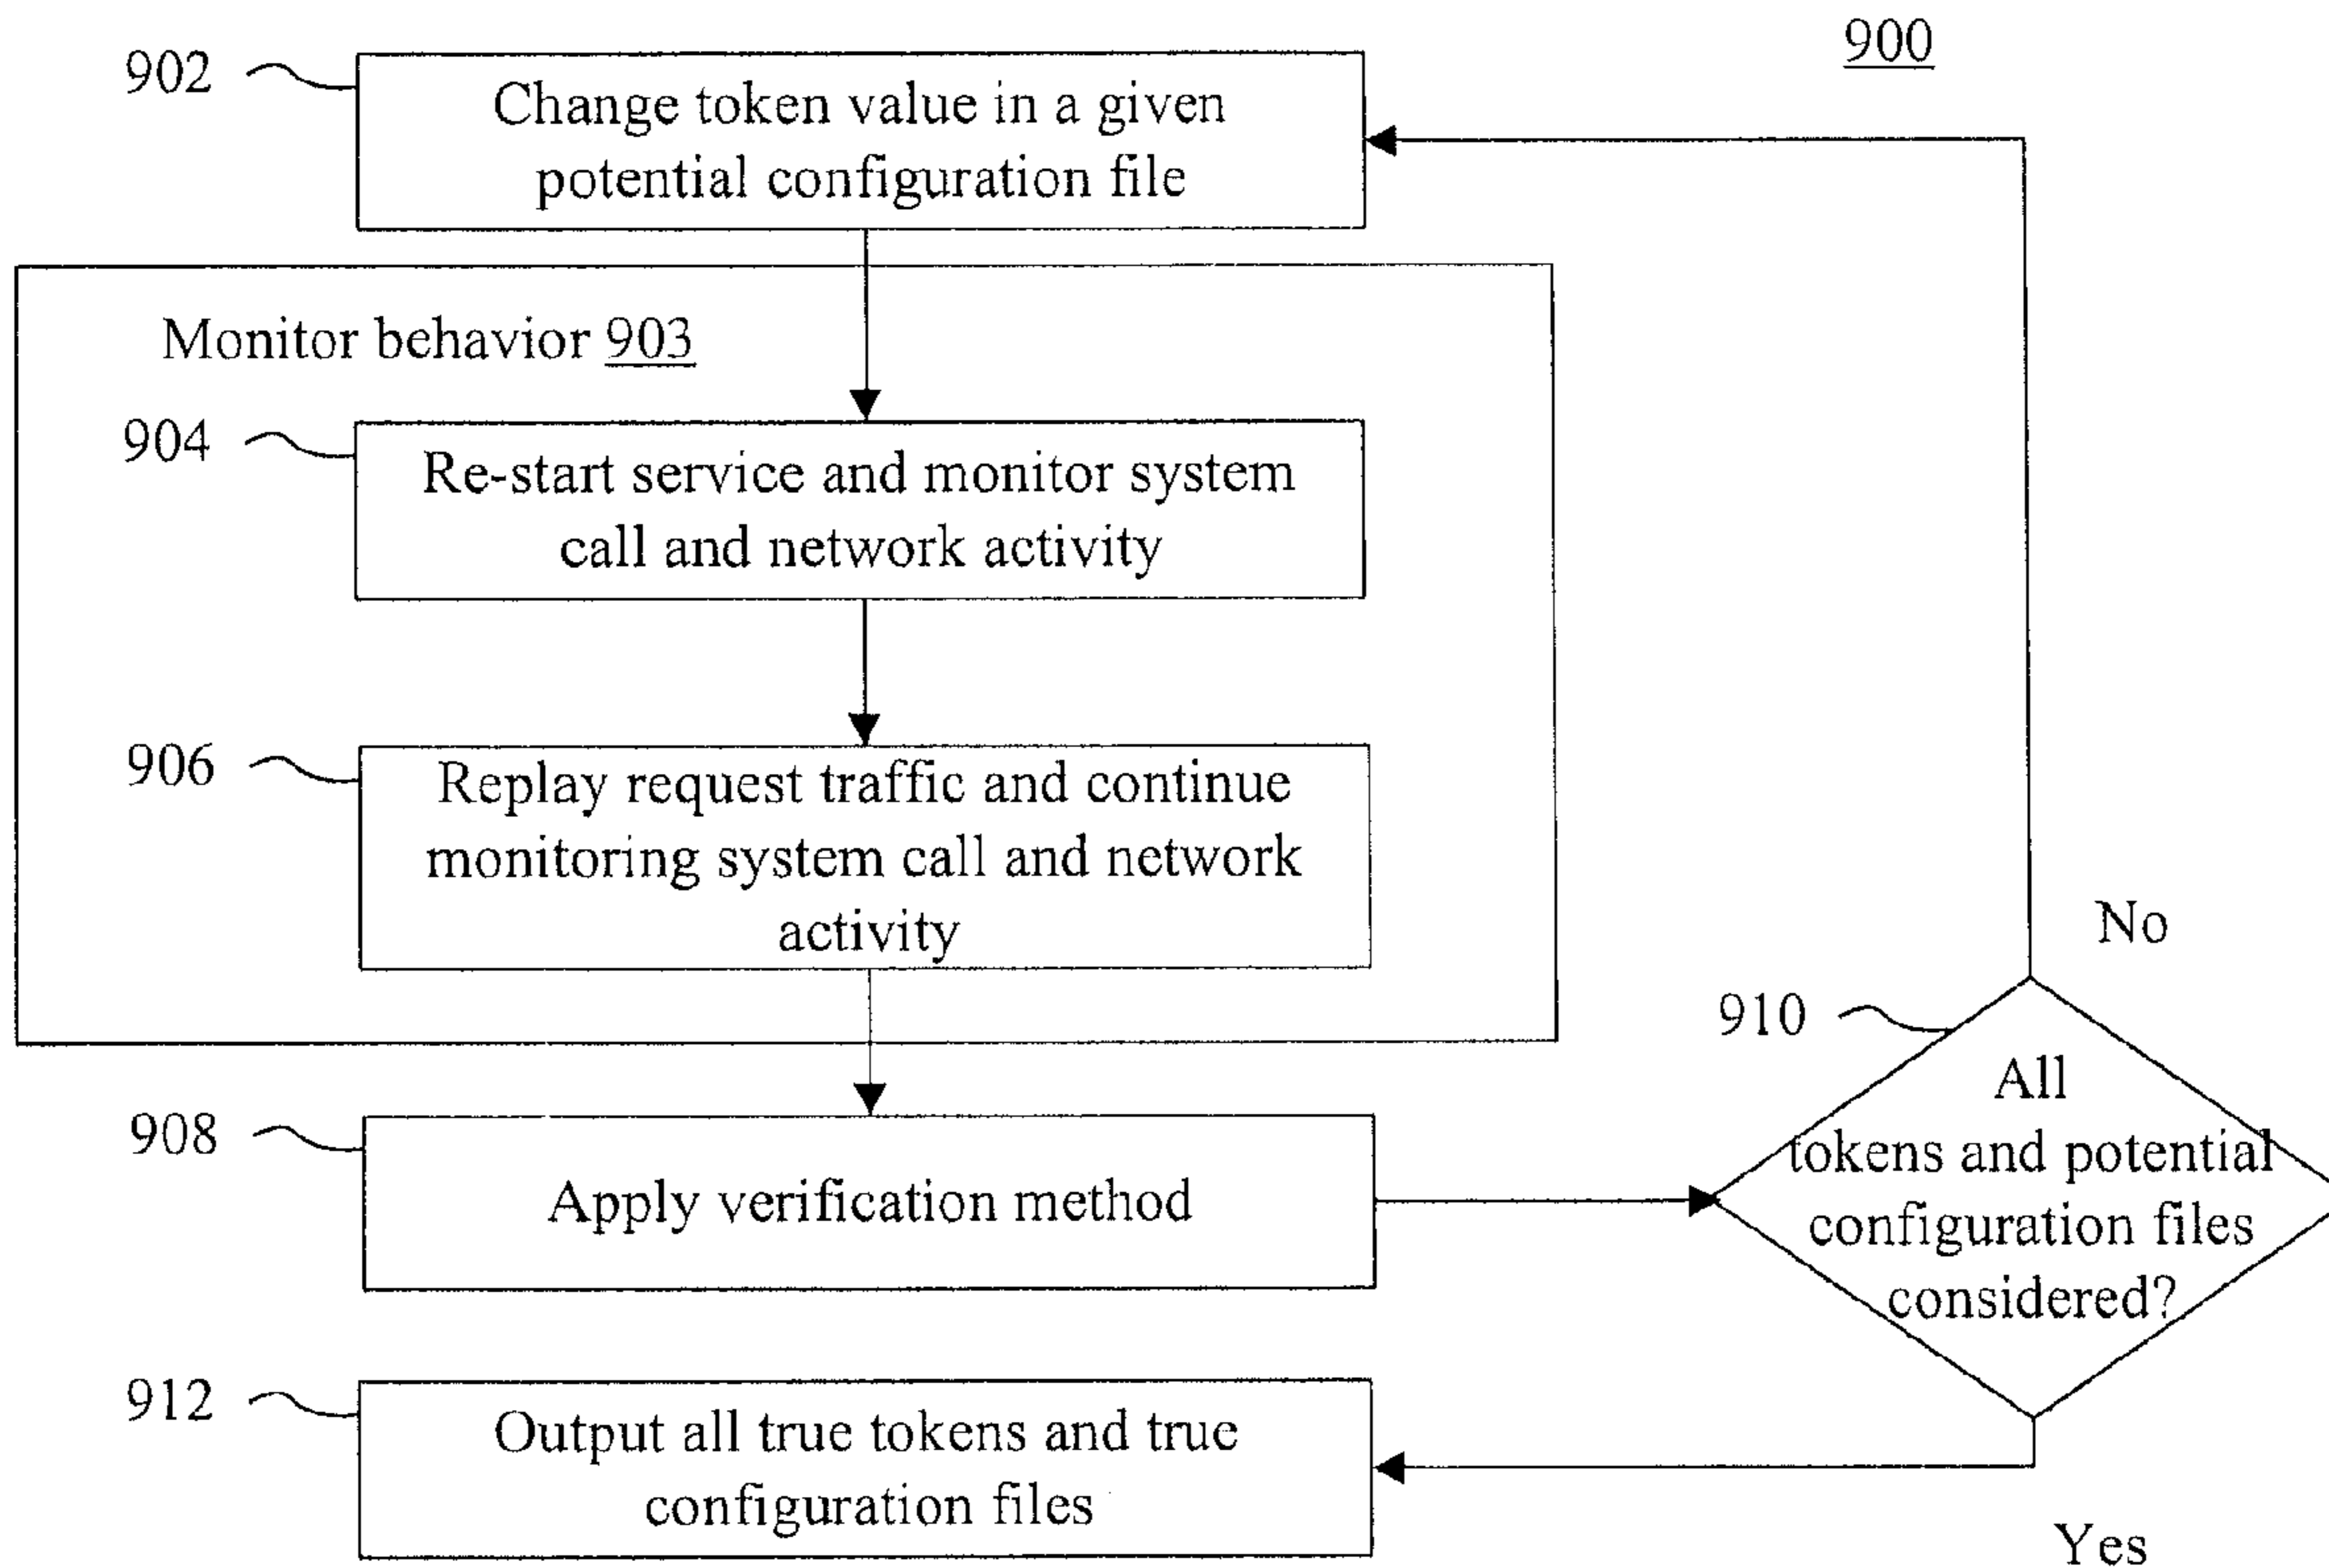 900
902
Change token value in a given
potential configuration file
Monitor behavior 903
904
Re-start service and monitor system
call and network activity
906
Replay request traffic and continue
monitoring system call and network
activity
No
910
All
tokens and potential
configuration files
considered?
908
Apply verification method
912
Output all true tokens and true
configuration files
Yes